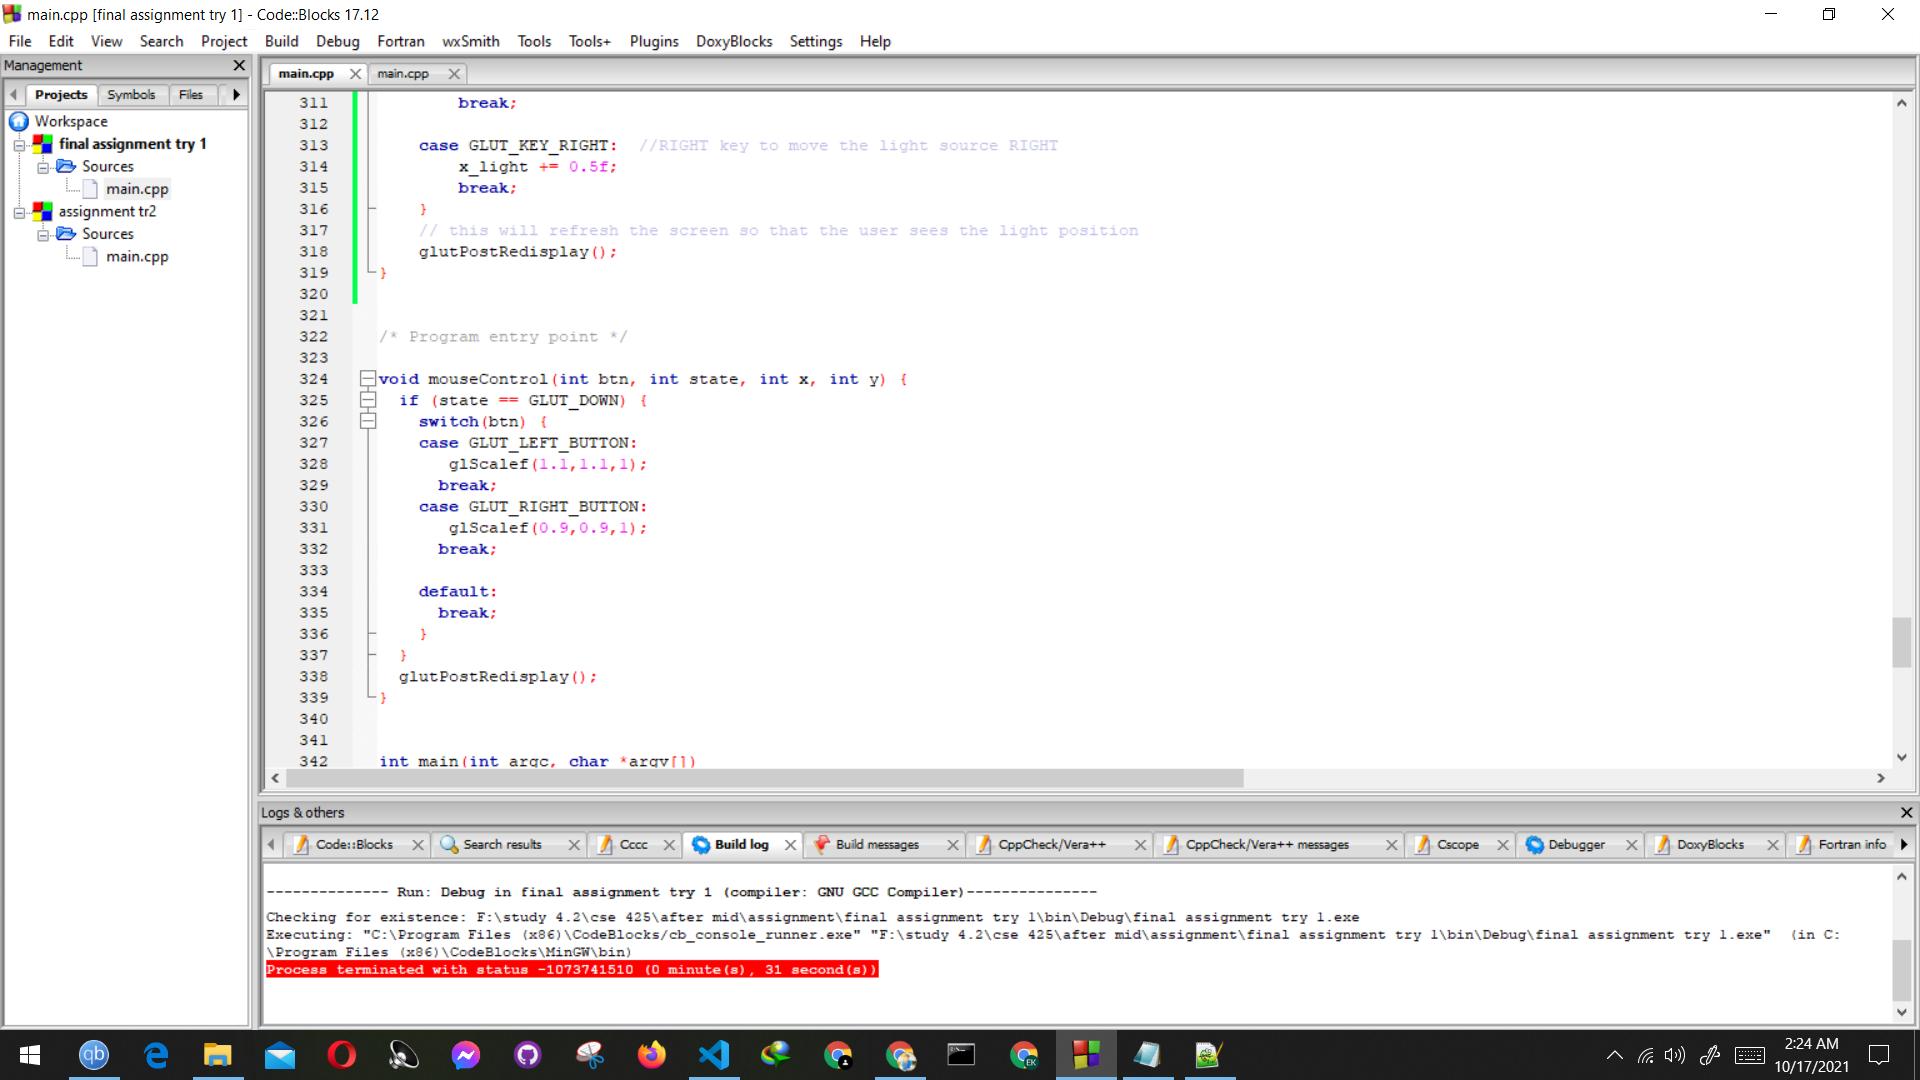 main.cpp [final assignment try 1] - Code::Blocks 17.12
File Edit View Search Project Build Debug Fortran wxSmith Tools Tools+ Plugins DoxyBlocks Settings Help
Management
Projects Symbols Files
Workspace
final assignment try 1
Sources
main.cpp
assignment tr2
Sources
main.cpp
main.cpp main.cpp
311 break;
312
313 case GLUT_KEY_RIGHT: //RIGHT key to move the light source RIGHT
314 x_light += 0.5f;
315 break;
316 }
317 // this will refresh the screen so that the user sees the light position
318 glutPostRedisplay();
319 }
320
321
322 /* Program entry point */
323
324 void mouseControl(int btn, int state, int x, int y) {
325 if (state == GLUT_DOWN) {
326 switch(btn) {
327 case GLUT_LEFT_BUTTON:
328 glScalef(1.1,1.1,1);
329 break;
330 case GLUT_RIGHT_BUTTON:
331 glScalef(0.9,0.9,1);
332 break;
333
334 default:
335 break;
336 }
337 }
338 glutPostRedisplay();
339 }
340
341
342 int main(int argc, char *argv[])
Logs & others
Code::Blocks Search results Cccc Build log Build messages CppCheck/Vera++ CppCheck/Vera++ messages Cscope Debugger DoxyBlocks Fortran info
-------------- Run: Debug in final assignment try 1 (compiler: GNU GCC Compiler)---------------
Checking for existence: F:\study 4.2\cse 425\after mid\assignment\final assignment try 1\bin\Debug\final assignment try 1.exe
Executing: "C:\Program Files (x86)\CodeBlocks/cb_console_runner.exe" "F:\study 4.2\cse 425\after mid\assignment\final assignment try 1\bin\Debug\final assignment try 1.exe" (in C:
\Program Files (x86)\CodeBlocks\MinGW\bin)
Process terminated with status -1073741510 (0 minute(s), 31 second(s))
qb
EK
2:24 AM
10/17/2021